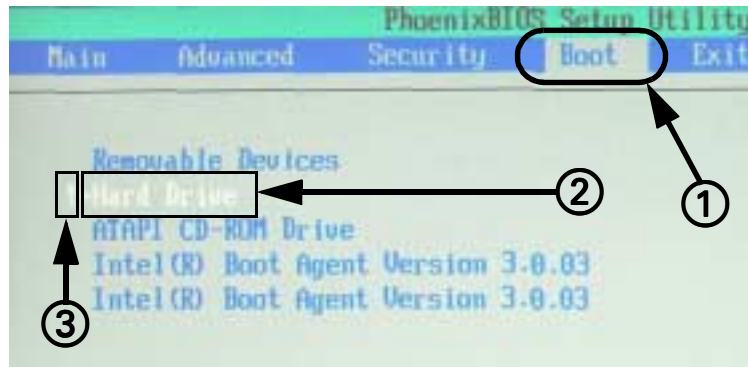 PhoenixBIOS Setup Utility
Main Advanced Security Boot Exit
Removable Devices
Hard Drive
ATAPI CD-ROM Drive
Intel(R) Boot Agent Version 3.0.03
Intel(R) Boot Agent Version 3.0.03
①
②
③